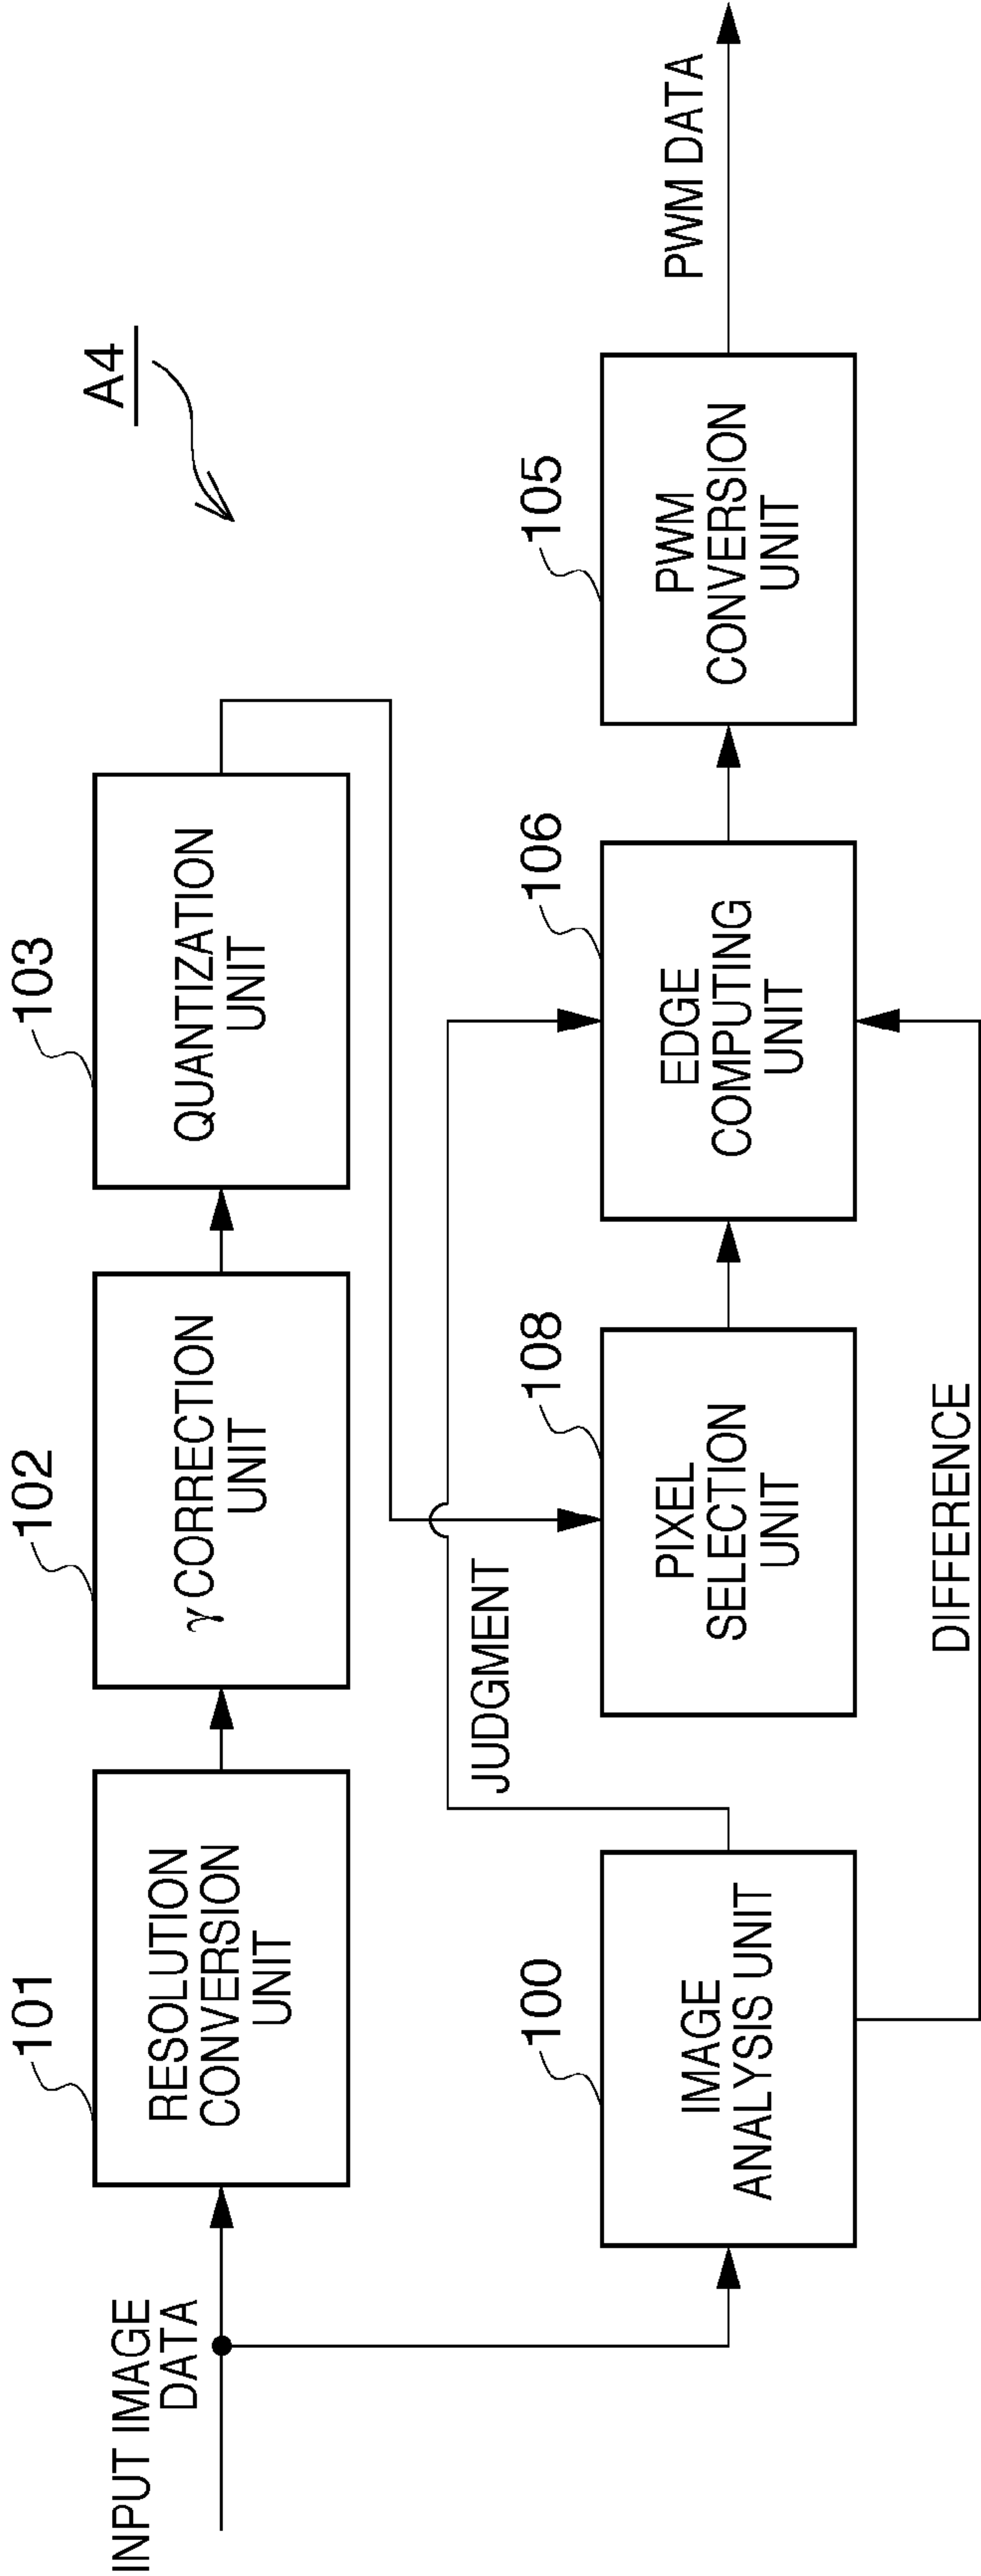 A4
INPUT IMAGE
DATA
101
RESOLUTION
CONVERSION
UNIT
102
γ CORRECTION
UNIT
103
QUANTIZATION
UNIT
JUDGMENT
100
IMAGE
ANALYSIS UNIT
108
PIXEL
SELECTION
UNIT
106
EDGE
COMPUTING
UNIT
105
PWM
CONVERSION
UNIT
PWM DATA
DIFFERENCE